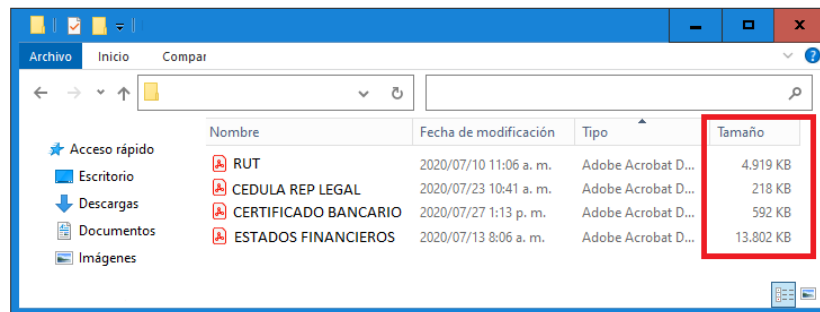 Archivo Inicio Compar
Nombre Fecha de modificación Tipo Tamaño
Acceso rápido
Escritorio
Descargas
Documentos
Imágenes
RUT 2020/07/10 11:06 a. m. Adobe Acrobat D... 4.919 KB
CEDULA REP LEGAL 2020/07/23 10:41 a. m. Adobe Acrobat D... 218 KB
CERTIFICADO BANCARIO 2020/07/27 1:13 p. m. Adobe Acrobat D... 592 KB
ESTADOS FINANCIEROS 2020/07/13 8:06 a. m. Adobe Acrobat D... 13.802 KB